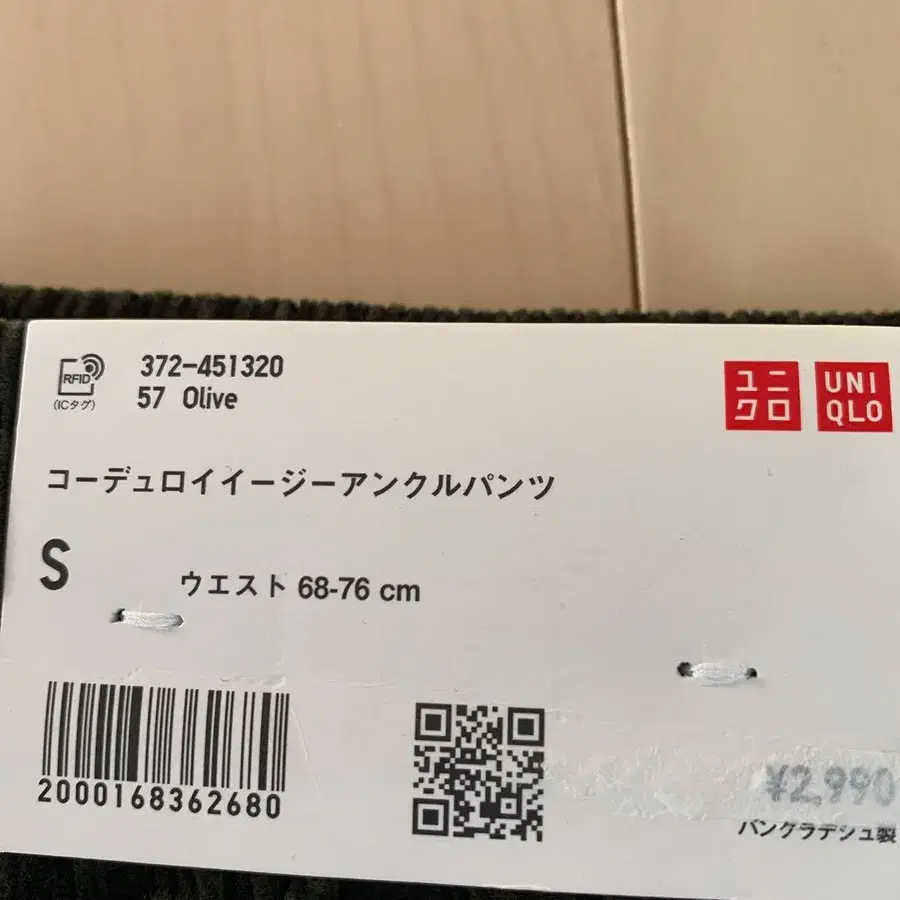 RFID
(ICタグ)
372-451320
57 Olive
ユニ
クロ
UNI
QLO
コーデュロイイージーアンクルパンツ
S
ウエスト 68-76 cm
2000168362680
¥2,990
バングラデシュ製